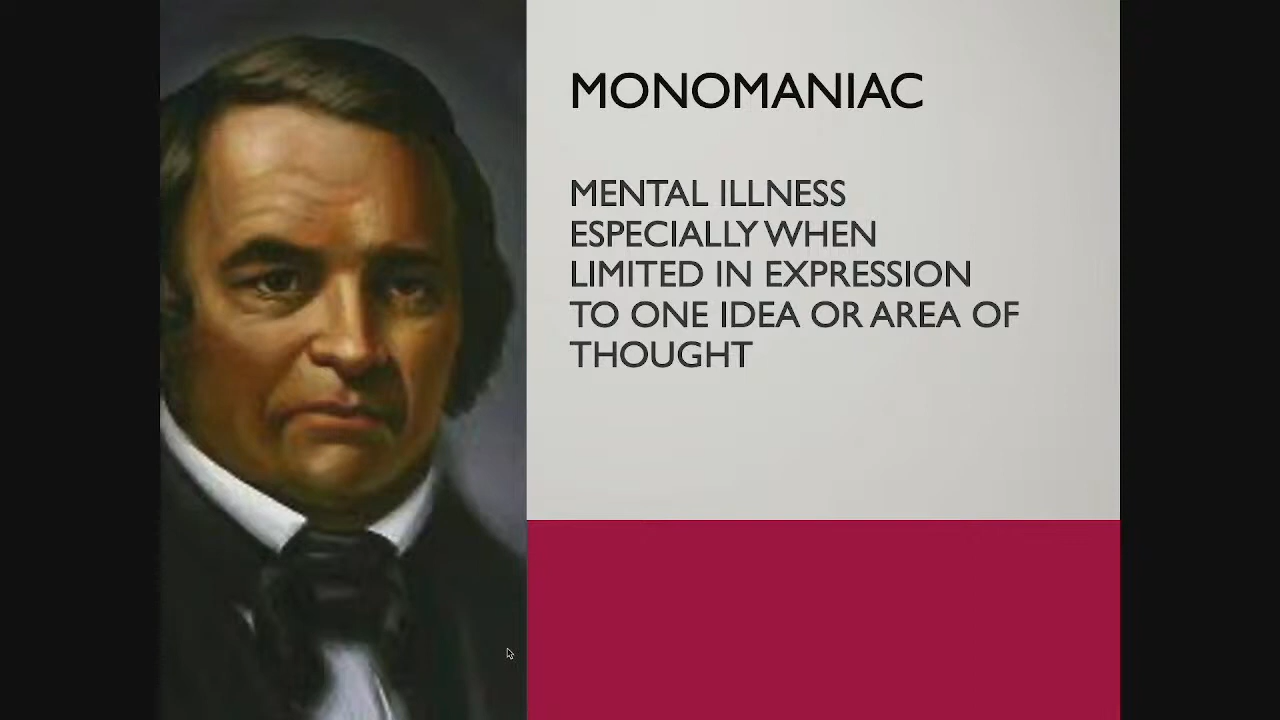 MONOMANIAC
MENTAL ILLNESS
ESPECIALLY WHEN
LIMITED IN EXPRESSION
TO ONE IDEA OR AREA OF
THOUGHT